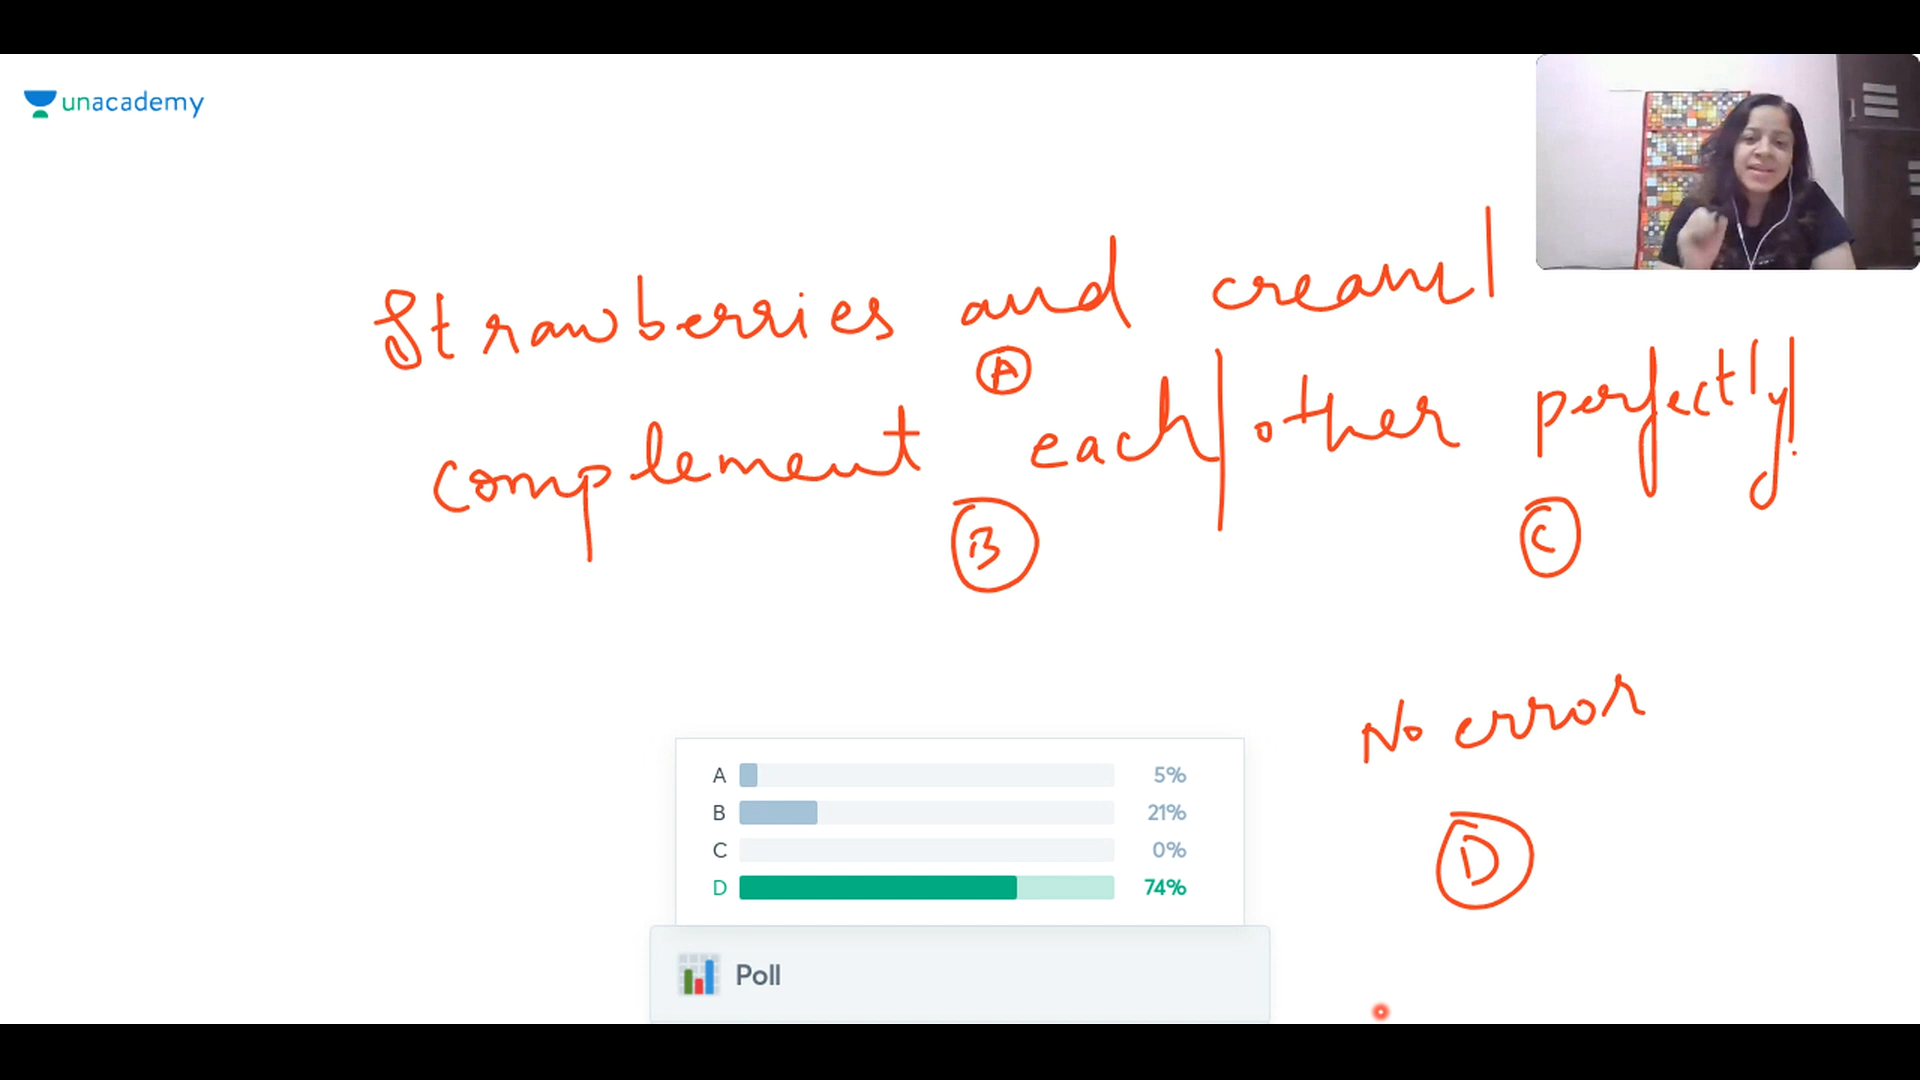 unacademy
Strawberries and cream|
A
complement each|other perfectly|.
B
C
No error
D
A 5%
B 21%
C 0%
D 74%
Poll